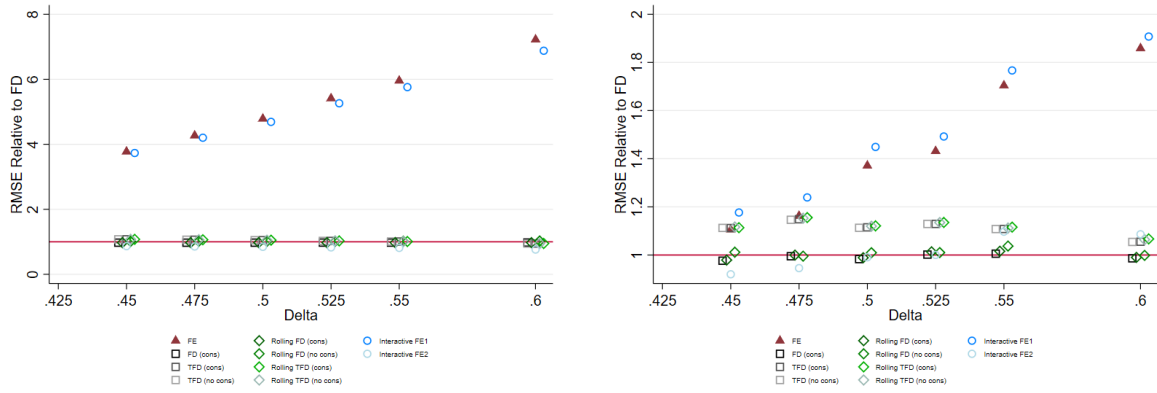 RMSE Relative to FD
8
6
4
2
0
.425 .45 .475 .5 .525 .55 .6
Delta
FE
FD (cons)
TFD (cons)
TFD (no cons)
Rolling FD (cons)
Rolling FD (no cons)
Rolling TFD (cons)
Rolling TFD (no cons)
Interactive FE1
Interactive FE2
RMSE Relative to FD
2
1.8
1.6
1.4
1.2
1
.425 .45 .475 .5 .525 .55 .6
Delta
FE
FD (cons)
TFD (cons)
TFD (no cons)
Rolling FD (cons)
Rolling FD (no cons)
Rolling TFD (cons)
Rolling TFD (no cons)
Interactive FE1
Interactive FE2